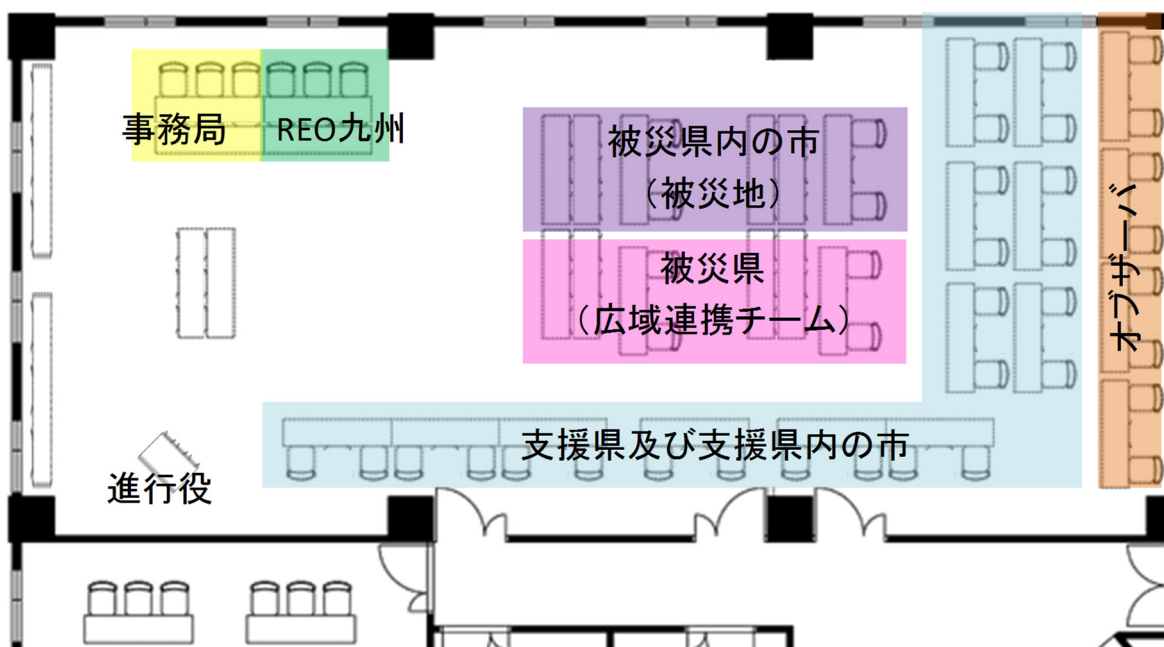 事務局
REO九州
被災県内の市
（被災地）
被災県
（広域連携チーム）
オブザーバ
支援県及び支援県内の市
進行役